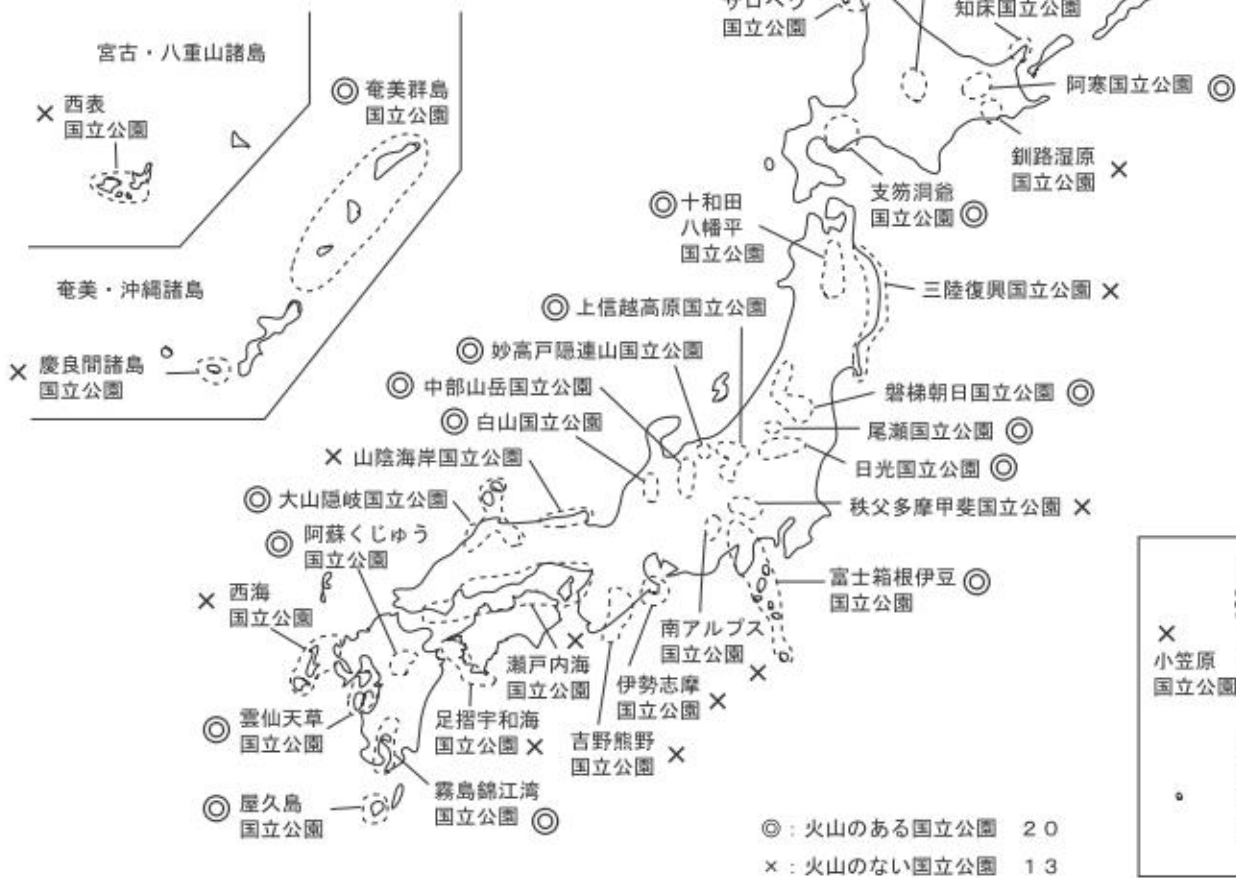 サロベツ
国立公園
知床国立公園
宮古・八重山諸島
◎ 奄美群島
国立公園
× 西表
国立公園
阿寒国立公園 ◎
釧路湿原
国立公園 ×
支笏洞爺
国立公園 ◎
◎ 十和田
八幡平
国立公園
奄美・沖縄諸島
三陸復興国立公園 ×
◎ 上信越高原国立公園
◎ 妙高戸隠連山国立公園
× 慶良間諸島
国立公園
◎ 中部山岳国立公園
磐梯朝日国立公園 ◎
◎ 白山国立公園
尾瀬国立公園 ◎
× 山陰海岸国立公園
日光国立公園 ◎
◎ 大山隠岐国立公園
秩父多摩甲斐国立公園 ×
◎ 阿蘇くじゅう
国立公園
富士箱根伊豆 ◎
国立公園
× 西海
国立公園
南アルプス
国立公園 ×
×
小笠原
国立公園
瀬戸内海 ×
国立公園
伊勢志摩
国立公園 ×
◎ 雲仙天草
国立公園
足摺宇和海
国立公園 ×
吉野熊野
国立公園 ×
◎ 屋久島
国立公園
霧島錦江湾
国立公園 ◎
◎：火山のある国立公園 20
×：火山のない国立公園 13